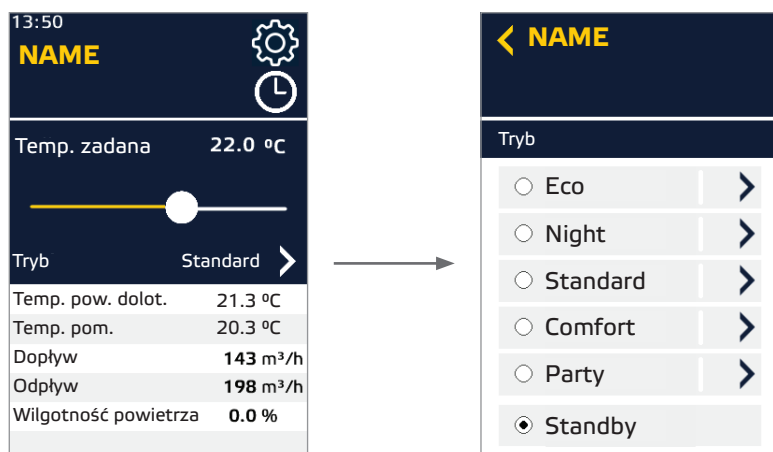 13:50
NAME
Temp. zadana 22.0 ºC
Tryb Standard
Temp. pow. dolot. 21.3 ºC
Temp. pom. 20.3 ºC
Dopływ 143 m³/h
Odpływ 198 m³/h
Wilgotność powietrza 0.0 %
NAME
Tryb
Eco
Night
Standard
Comfort
Party
Standby